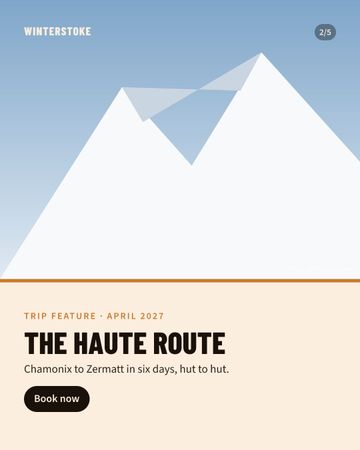 WINTERSTOKE
2/5
TRIP FEATURE · APRIL 2027
THE HAUTE ROUTE
Chamonix to Zermatt in six days, hut to hut.
Book now